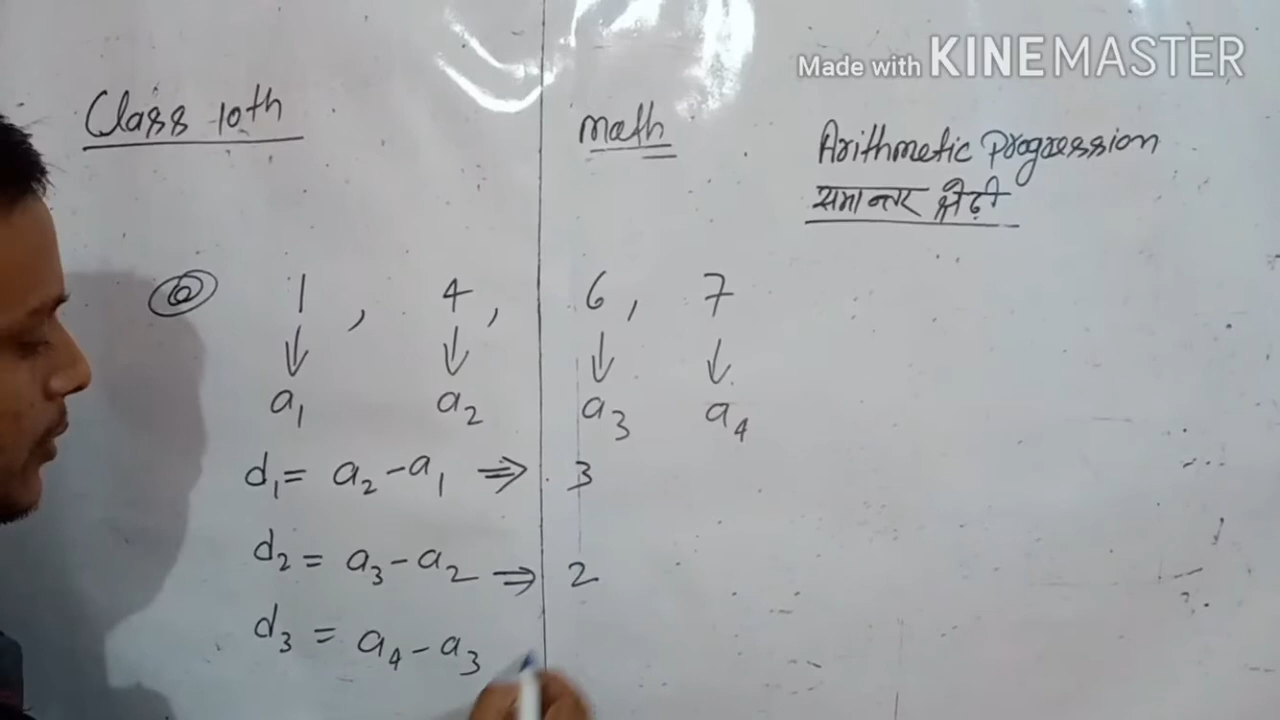 Made with KINEMASTER
Class 10th
math
Arithmetic Progression
समान्तर श्रेढ़ी
1, 4, 6, 7
↓ ↓ ↓ ↓
a₁ a₂ a₃ a₄
d₁ = a₂ - a₁ ⇒ 3
d₂ = a₃ - a₂ ⇒ 2
d₃ = a₄ - a₃